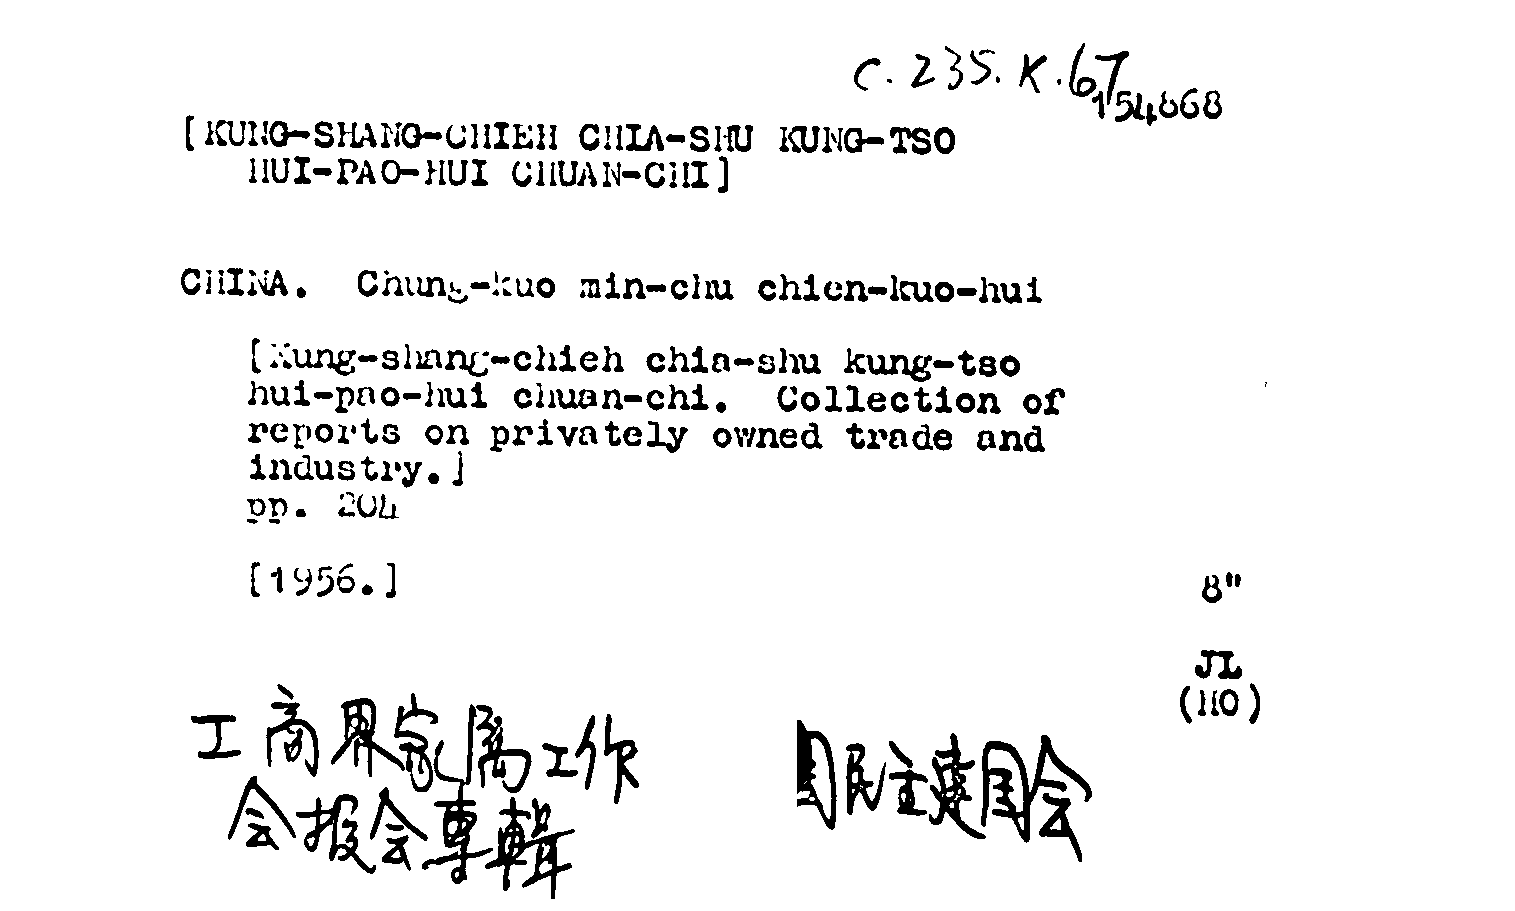 C. 235. K. 67
154868
[KUNG-SHANG-CHIEH CHIA-SHU KUNG-TSO
HUI-PAO-HUI CHUAN-CHI]
CHINA. Chung-kuo min-chu chien-kuo-hui
[Kung-shang-chieh chia-shu kung-tso
hui-pao-hui chuan-chi. Collection of
reports on privately owned trade and
industry.]
pp. 204
[1956.]
8"
JL
(HO)
工商界家属工作
会报会專輯
国民主建国会